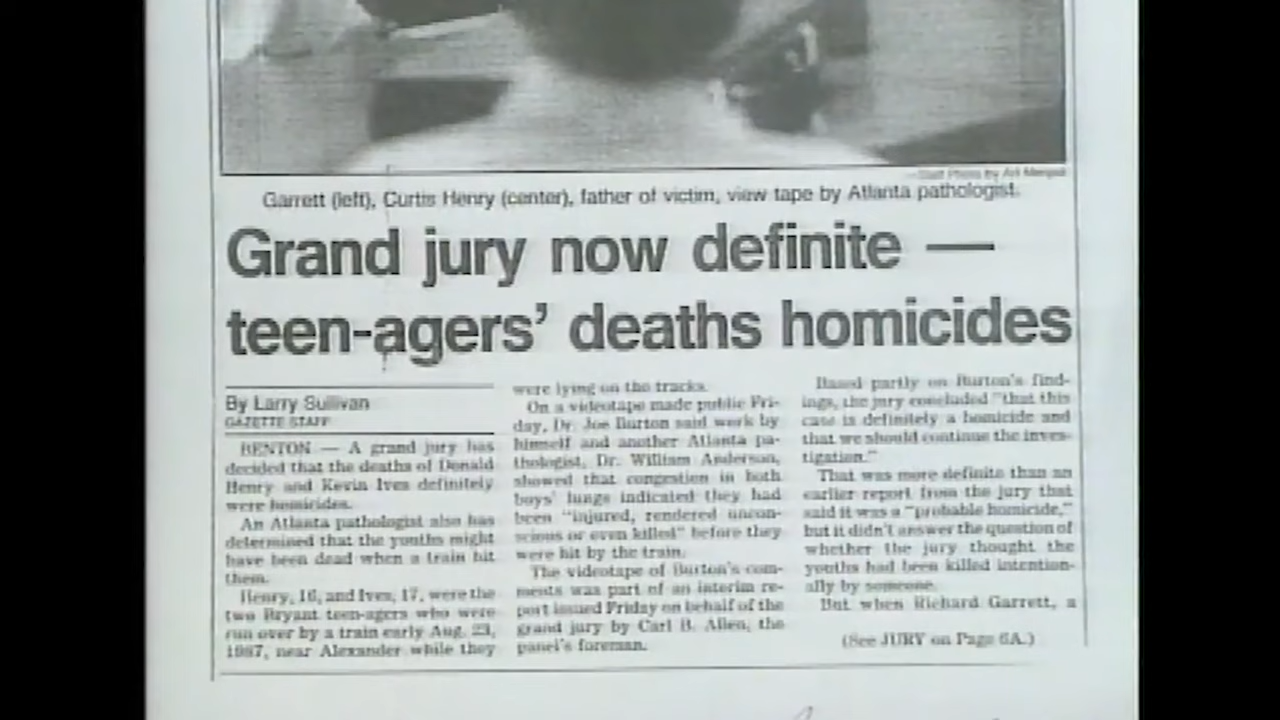 —Staff Photo by Art Meripol
Garrett (left), Curtis Henry (center), father of victim, view tape by Atlanta pathologist.
Grand jury now definite —
teen-agers’ deaths homicides
By Larry Sullivan
GAZETTE STAFF
BENTON — A grand jury has
decided that the deaths of Donald
Henry and Kevin Ives definitely
were homicides.
An Atlanta pathologist also has
determined that the youths might
have been dead when a train hit
them.
Henry, 16, and Ives, 17, were the
two Bryant teen-agers who were
run over by a train early Aug. 23,
1987, near Alexander while they
were lying on the tracks.
On a videotape made public Fri-
day, Dr. Joe Burton said work by
himself and another Atlanta pa-
thologist, Dr. William Anderson,
showed that congestion in both
boys’ lungs indicated they had
been “injured, rendered uncon-
scious or even killed” before they
were hit by the train.
The videotape of Burton’s com-
ments was part of an interim re-
port issued Friday on behalf of the
grand jury by Carl B. Allen, the
panel’s foreman.
Based partly on Burton’s find-
ings, the jury concluded “that this
case is definitely a homicide and
that we should continue the inves-
tigation.”
That was more definite than an
earlier report from the jury that
said it was a “probable homicide,”
but it didn’t answer the question of
whether the jury thought the
youths had been killed intention-
ally by someone.
But when Richard Garrett, a
(See JURY on Page 6A.)